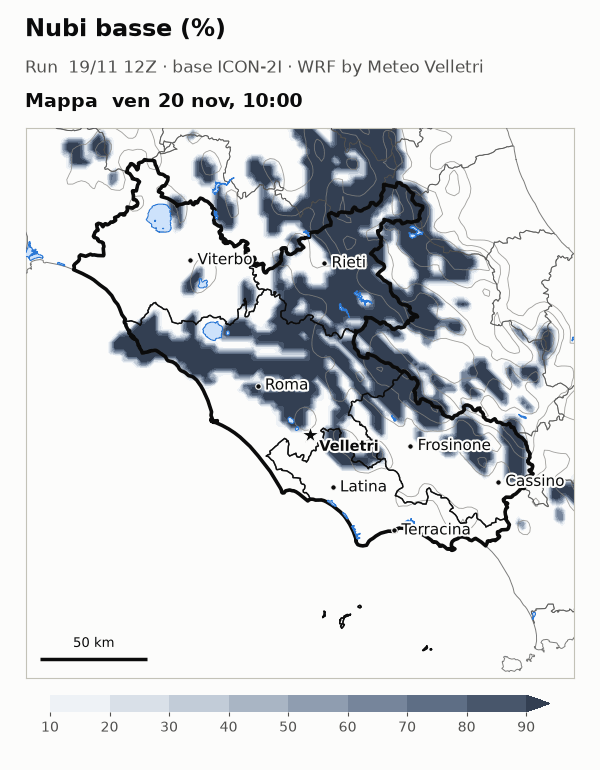 Nubi basse (%)
Run 19/11 12Z · base ICON-2I · WRF by Meteo Velletri
Mappa ven 20 nov, 10:00
Viterbo
Rieti
Roma
Velletri
Frosinone
Latina
Cassino
Terracina
50 km
10 20 30 40 50 60 70 80 90